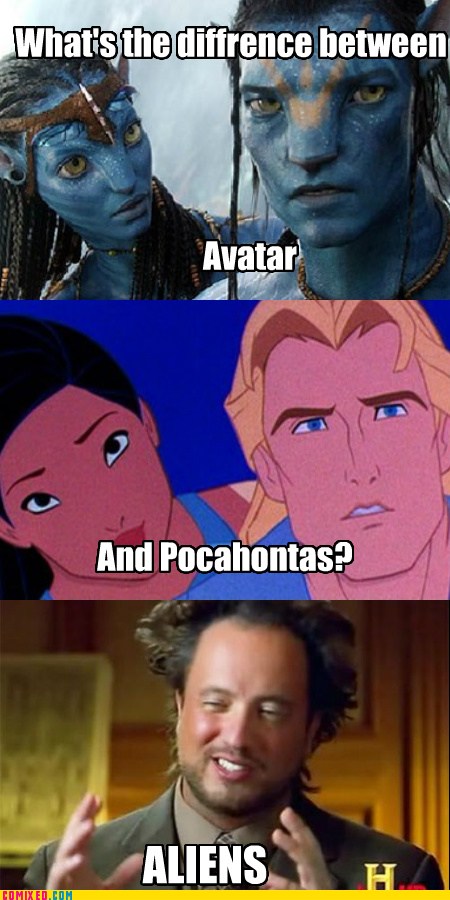 What's the diffrence between
Avatar
And Pocahontas?
ALIENS
H
COMIXED.COM